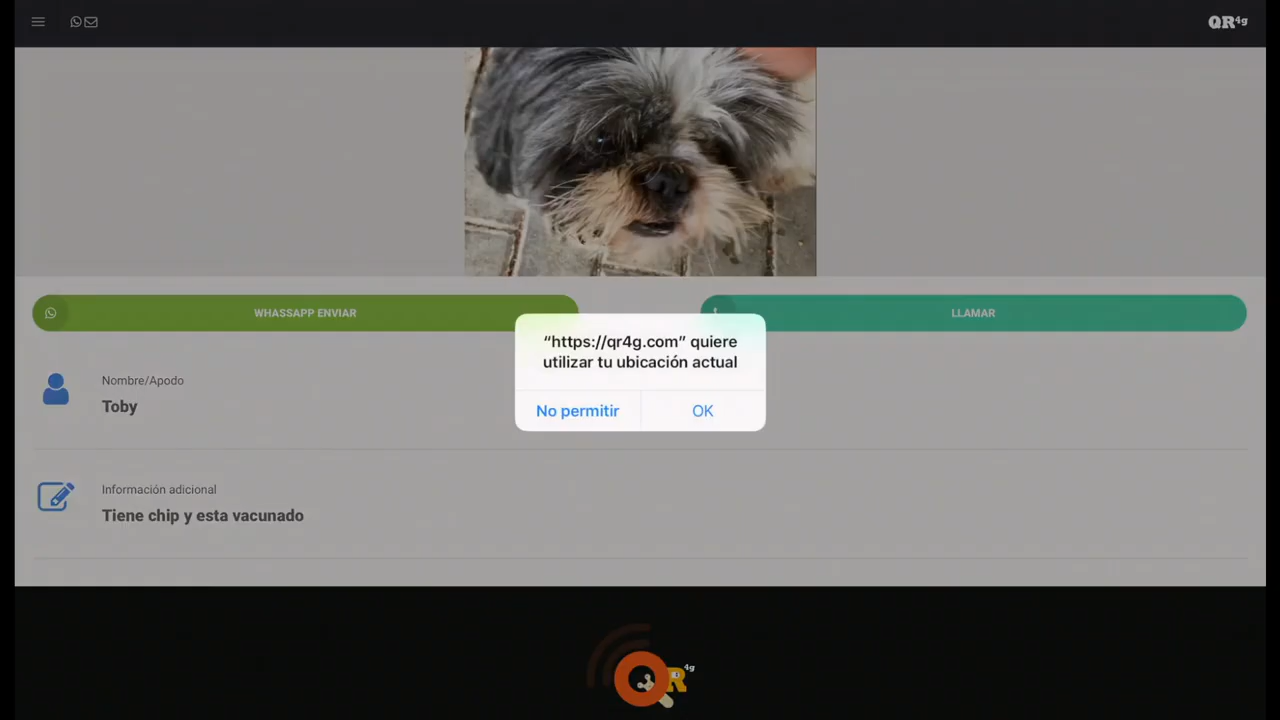 QR4g
WHASSAPP ENVIAR
LLAMAR
“https://qr4g.com” quiere
utilizar tu ubicación actual
No permitir
OK
Nombre/Apodo
Toby
Información adicional
Tiene chip y esta vacunado
QR4g